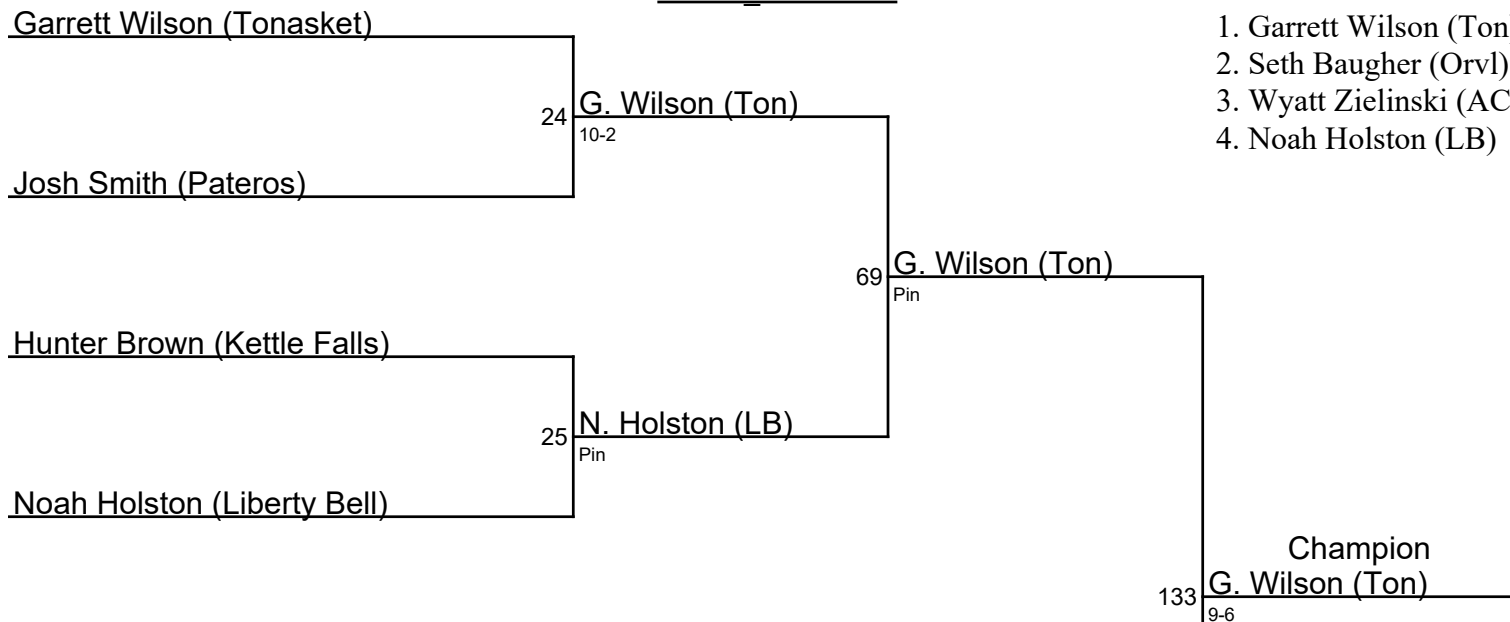 Garrett Wilson (Tonasket)
1. Garrett Wilson (Ton)
2. Seth Baugher (Orvl)
3. Wyatt Zielinski (AC
4. Noah Holston (LB)
24 G. Wilson (Ton)
10-2
Josh Smith (Pateros)
69 G. Wilson (Ton)
Pin
Hunter Brown (Kettle Falls)
25 N. Holston (LB)
Pin
Noah Holston (Liberty Bell)
Champion
133 G. Wilson (Ton)
9-6